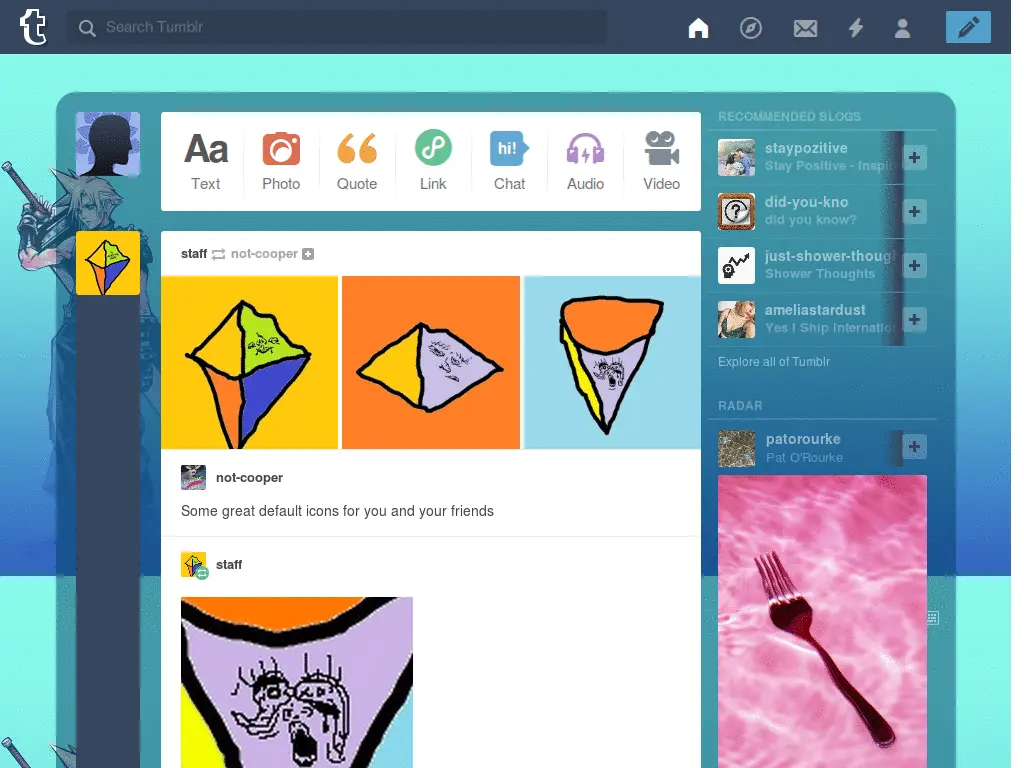 Search Tumblr
Aa
Text
Photo
Quote
Link
hi!
Chat
Audio
Video
staff not-cooper
not-cooper
Some great default icons for you and your friends
staff
RECOMMENDED BLOGS
staypozitive
Stay Positive - Inspi
did-you-kno
did you know?
just-shower-thoug
Shower Thoughts
ameliastardust
Yes I Ship Internatio
Explore all of Tumblr
RADAR
patorourke
Pat O'Rourke